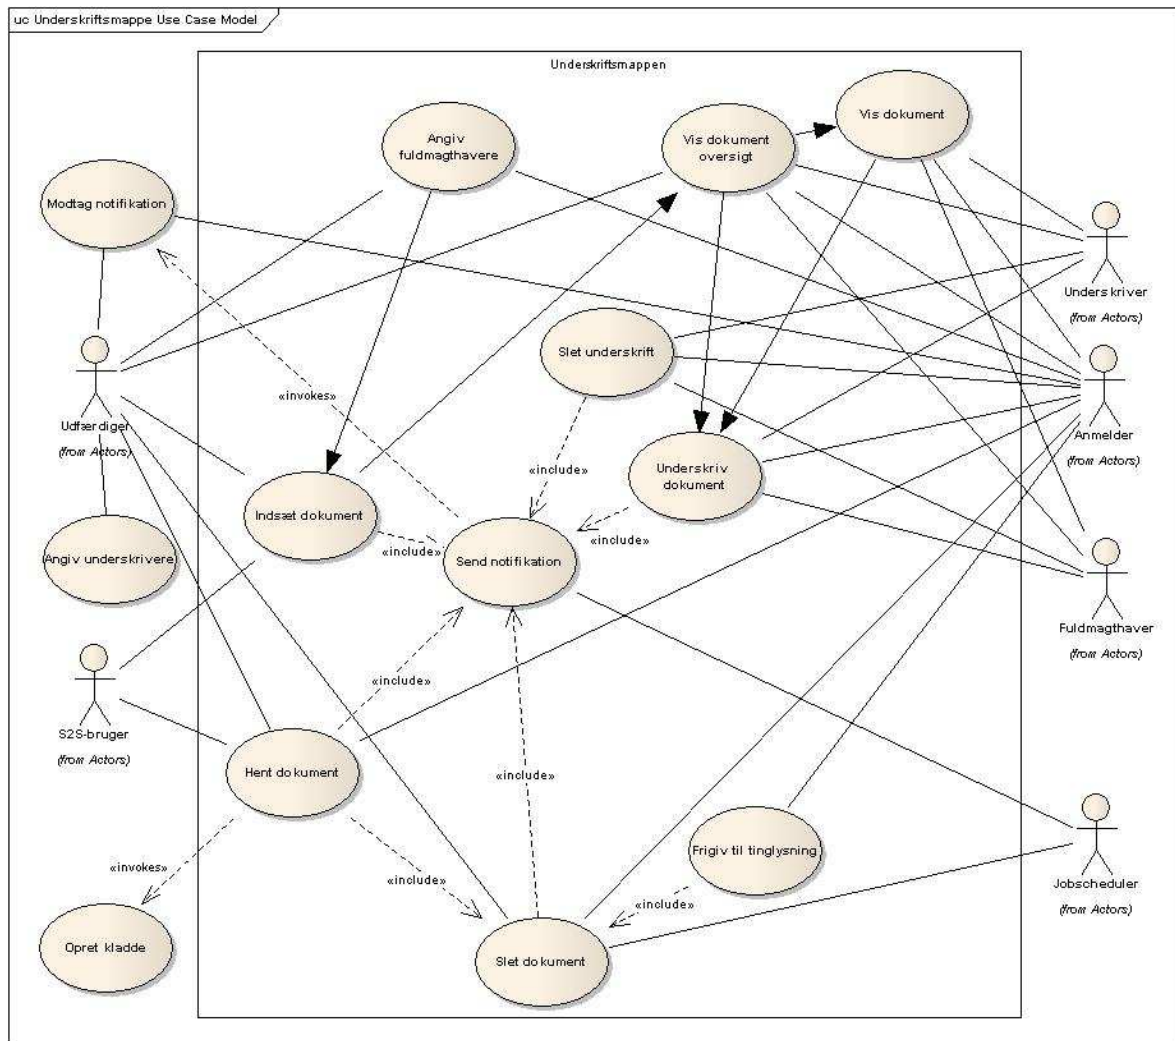 uc Underskriftsmappe Use Case Model
Underskriftsmappen
Vis dokument
Angiv
fuldmagthavere
Vis dokument
oversigt
Modtag notifikation
Underskriver
(from Actors)
Slet underskrift
«invokes»
Udfærdiger
(from Actors)
Anmelder
(from Actors)
«include»
Underskriv
dokument
Indsæt dokument
«include»
«include»
Angiv underskrivere
Send notifikation
Fuldmagthaver
(from Actors)
«include»
S2S-bruger
(from Actors)
Hent dokument
«include»
Frigiv til tinglysning
«invokes»
«include»
«include»
Jobscheduler
(from Actors)
Opret kladde
Slet dokument